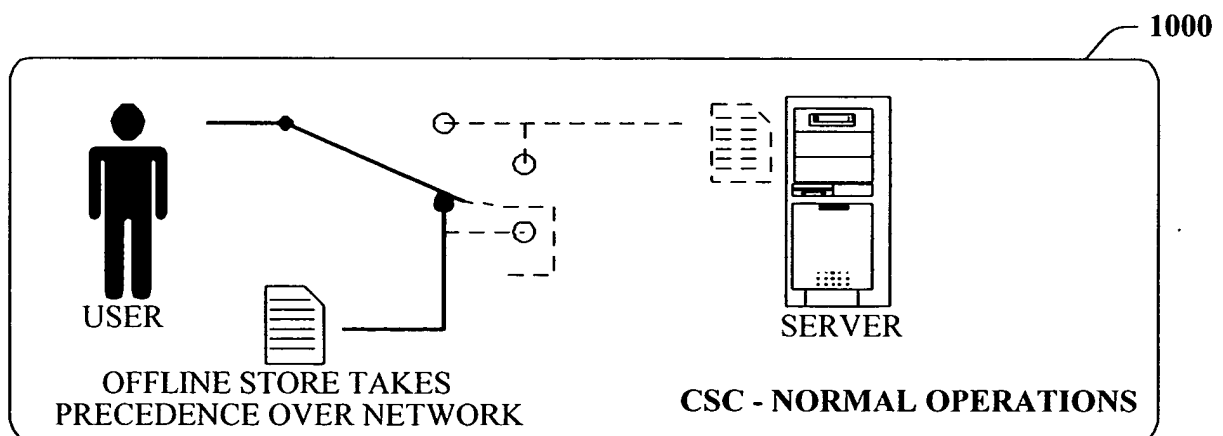 1000
USER
SERVER
OFFLINE STORE TAKES
PRECEDENCE OVER NETWORK
CSC - NORMAL OPERATIONS